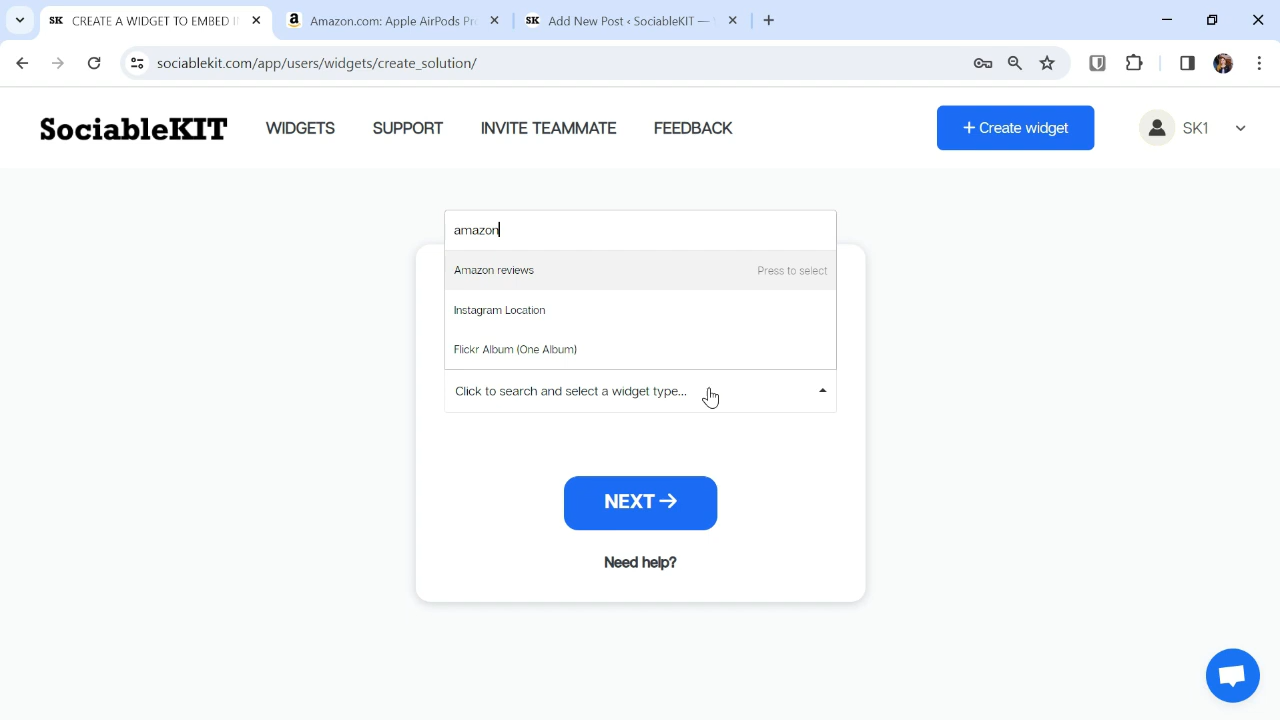 SK CREATE A WIDGET TO EMBED I
a Amazon.com: Apple AirPods Pr
SK Add New Post ‹ SociableKIT —
sociablekit.com/app/users/widgets/create_solution/
SociableKIT
WIDGETS
SUPPORT
INVITE TEAMMATE
FEEDBACK
+ Create widget
SK1
amazon
Amazon reviews Press to select
Instagram Location
Flickr Album (One Album)
Click to search and select a widget type...
NEXT →
Need help?